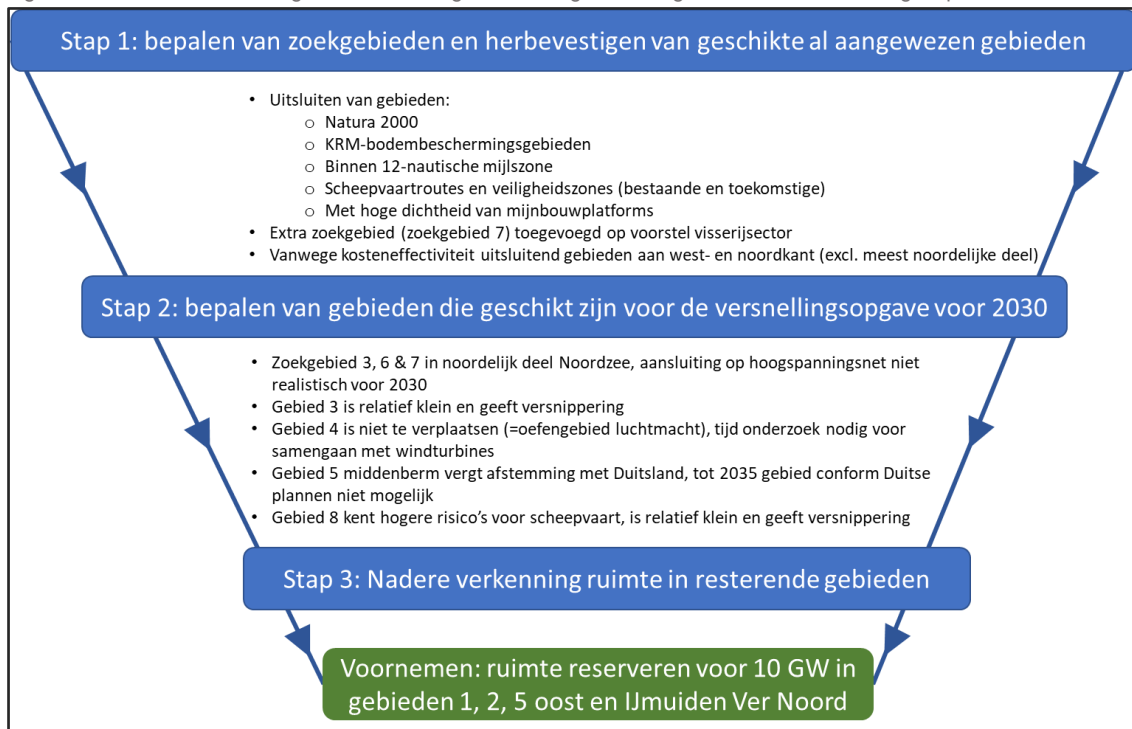 Stap 1: bepalen van zoekgebieden en herbevestigen van geschikte al aangewezen gebieden
• Uitsluiten van gebieden:
o Natura 2000
o KRM-bodembeschermingsgebieden
o Binnen 12-nautische mijlszone
o Scheepvaartroutes en veiligheidszones (bestaande en toekomstige)
o Met hoge dichtheid van mijnbouwplatforms
• Extra zoekgebied (zoekgebied 7) toegevoegd op voorstel visserijsector
• Vanwege kosteneffectiviteit uitsluitend gebieden aan west- en noordkant (excl. meest noordelijke deel)
Stap 2: bepalen van gebieden die geschikt zijn voor de versnellingsopgave voor 2030
• Zoekgebied 3, 6 & 7 in noordelijk deel Noordzee, aansluiting op hoogspanningsnet niet
realistisch voor 2030
• Gebied 3 is relatief klein en geeft versnippering
• Gebied 4 is niet te verplaatsen (=oefengebied luchtmacht), tijd onderzoek nodig voor
samengaan met windturbines
• Gebied 5 middenberm vergt afstemming met Duitsland, tot 2035 gebied conform Duitse
plannen niet mogelijk
• Gebied 8 kent hogere risico's voor scheepvaart, is relatief klein en geeft versnippering
Stap 3: Nadere verkenning ruimte in resterende gebieden
Voornemen: ruimte reserveren voor 10 GW in
gebieden 1, 2, 5 oost en IJmuiden Ver Noord